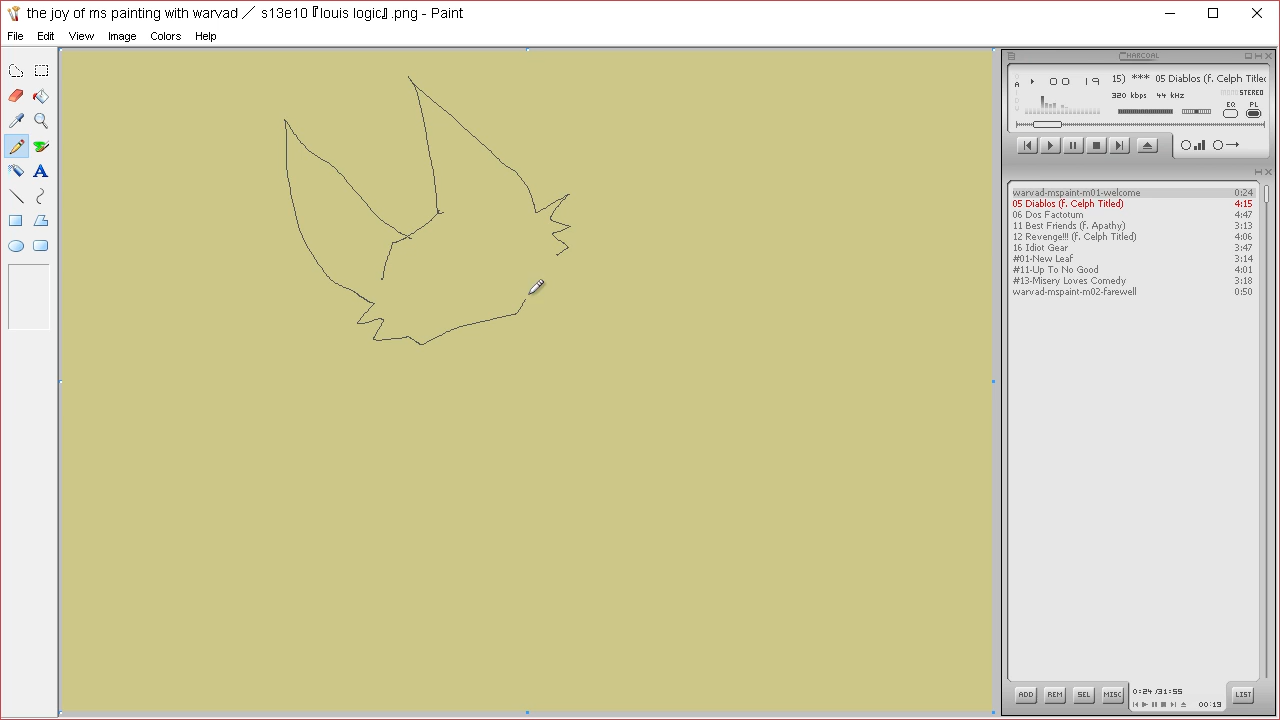 the joy of ms painting with warvad ／ s13e10『louis logic』.png - Paint
File Edit View Image Colors Help
CHARCOAL
00 19 15) *** 05 Diablos (f. Celph Titled
320 kbps 44 kHz
MONO STEREO
EQ PL
warvad-mspaint-m01-welcome 0:24
05 Diablos (f. Celph Titled) 4:15
06 Dos Factotum 4:47
11 Best Friends (f. Apathy) 3:13
12 Revenge!!! (f. Celph Titled) 4:06
16 Idiot Gear 3:47
#01-New Leaf 3:14
#11-Up To No Good 4:01
#13-Misery Loves Comedy 3:18
warvad-mspaint-m02-farewell 0:50
ADD REM SEL MISC 0:24 /31:55 LIST
00:19